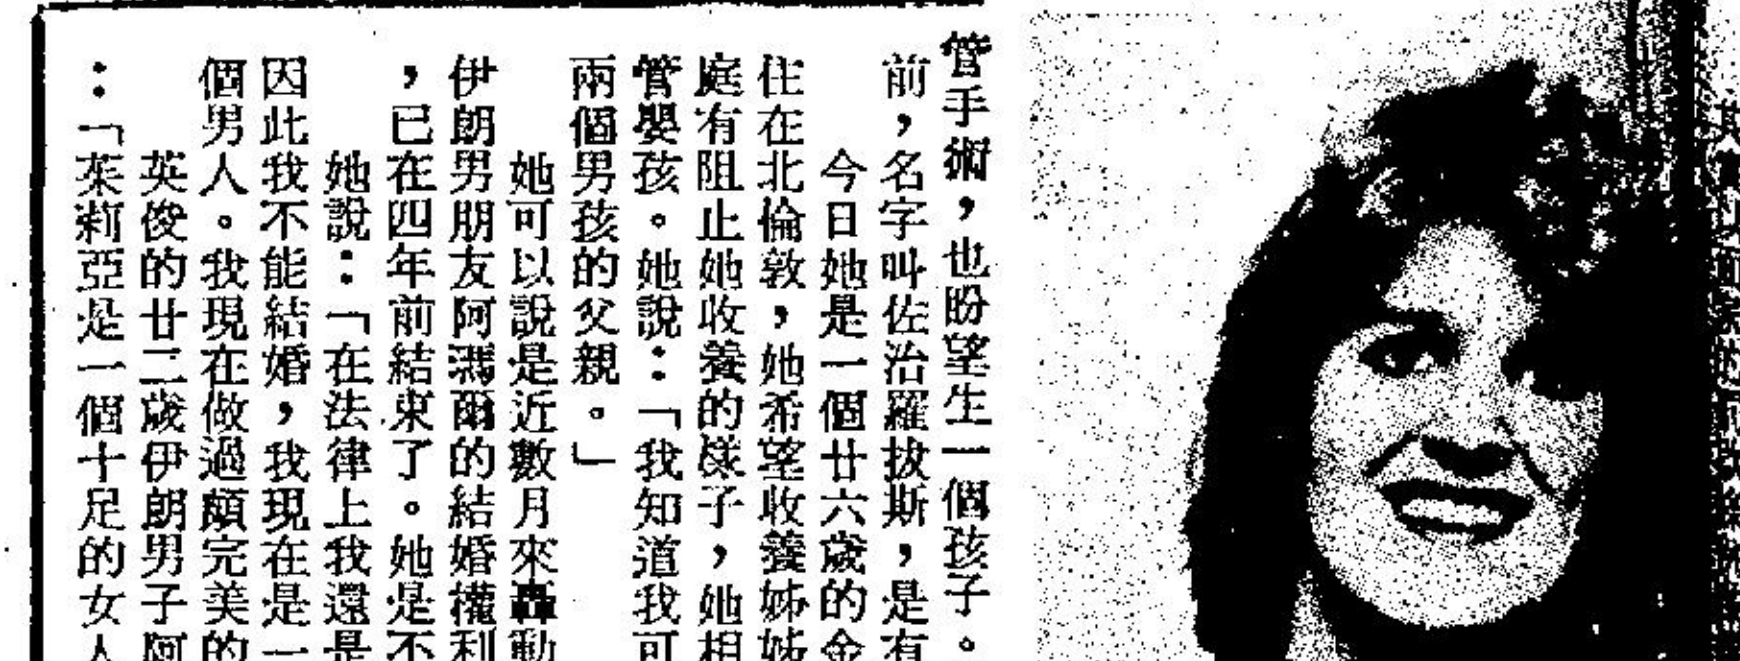 管手術，也盼望生一個孩子。
前，名字叫佐治羅拔斯，是有
今日她是一個廿六歲的金
住在北倫敦，她希望收養姊姊
庭有阻止她收養的樣子，她相
管嬰孩。她說：「我知道我可
兩個男孩的父親。」
她可以說是近數月來轟動
伊朗男朋友阿瑪爾的結婚權利
，已在四年前結束了。她是不
她說：「在法律上我還是
因此我不能結婚，我現在是一
個男人。我現在做過頗完美的
英俊的廿二歲伊朗男子阿
：「茱莉亞是一個十足的女人